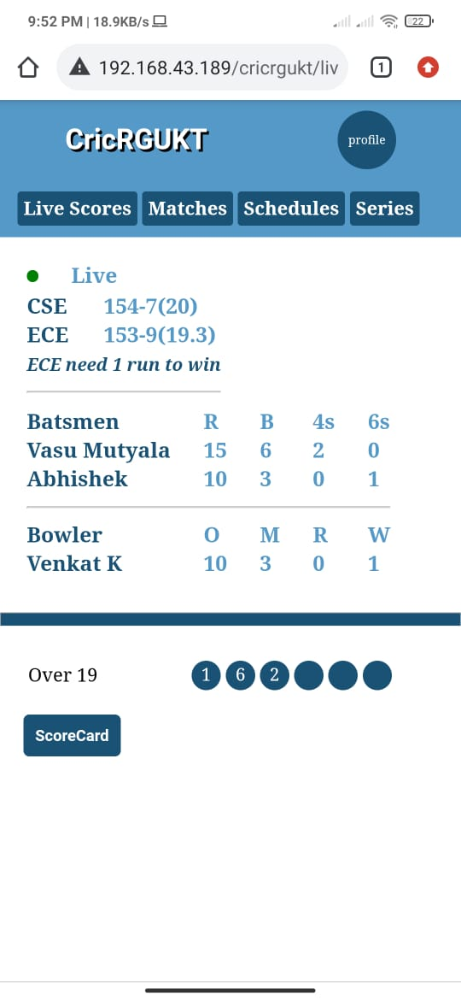 9:52 PM | 18.9KB/s 22
192.168.43.189/cricrgukt/liv 1
CricRGUKT profile
Live Scores Matches Schedules Series
Live
CSE 154-7(20)
ECE 153-9(19.3)
ECE need 1 run to win
Batsmen R B 4s 6s
Vasu Mutyala 15 6 2 0
Abhishek 10 3 0 1
Bowler O M R W
Venkat K 10 3 0 1
Over 19 1 6 2
ScoreCard